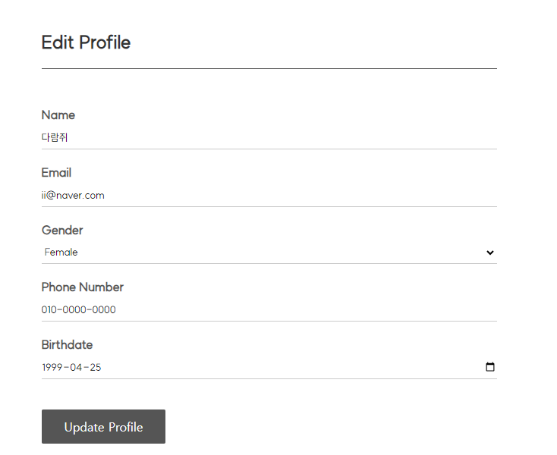 Edit Profile
Name
다람쥐
Email
ii@naver.com
Gender
Female
Phone Number
010-0000-0000
Birthdate
1999-04-25
Update Profile